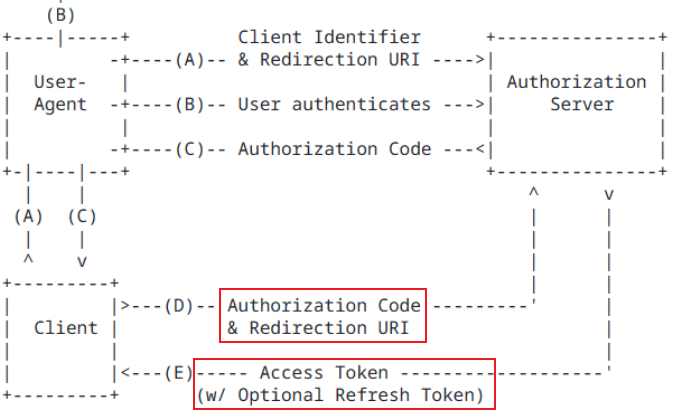 (B)
+----|-----+ Client Identifier +---------------+
| -+----(A)-- & Redirection URI ---->| |
| User- | | Authorization |
| Agent -+----(B)-- User authenticates --->| Server |
| | | |
| -+----(C)-- Authorization Code ---<| |
+-|----|---+ +---------------+
| | ^ v
(A) (C) | |
| | | |
^ v | |
+---------+ | |
| |>---(D)-- Authorization Code ---------' |
| Client | & Redirection URI |
| | |
| |<---(E)----- Access Token -------------------'
+---------+ (w/ Optional Refresh Token)